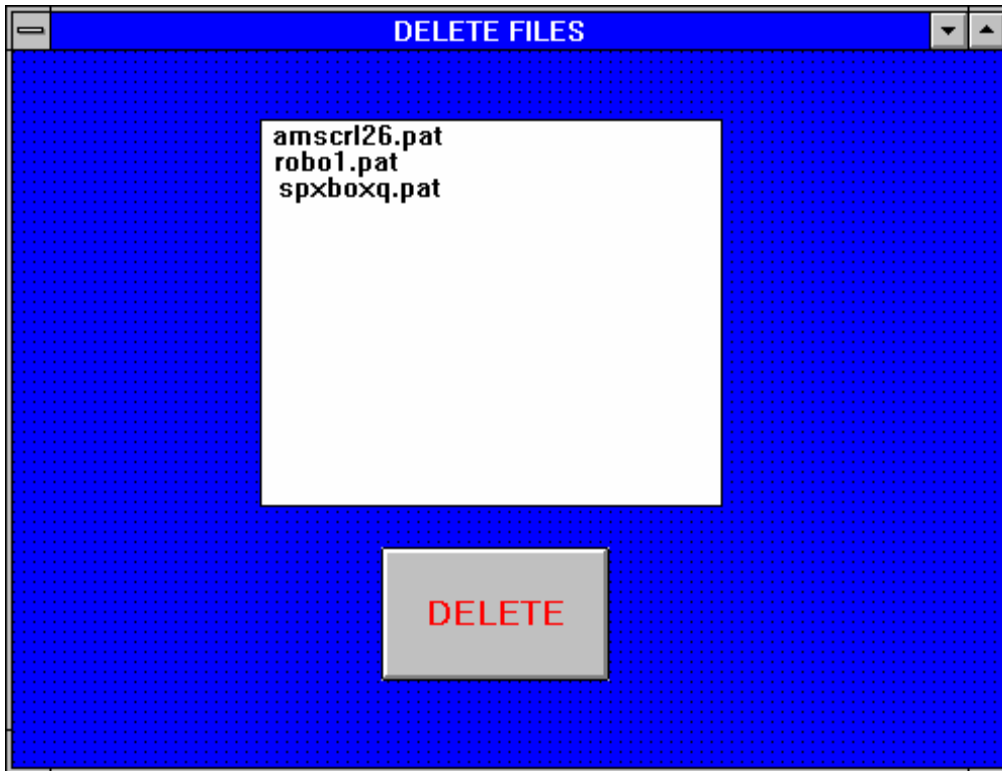 DELETE FILES
amscrl26.pat
robo1.pat
spxboxq.pat
DELETE